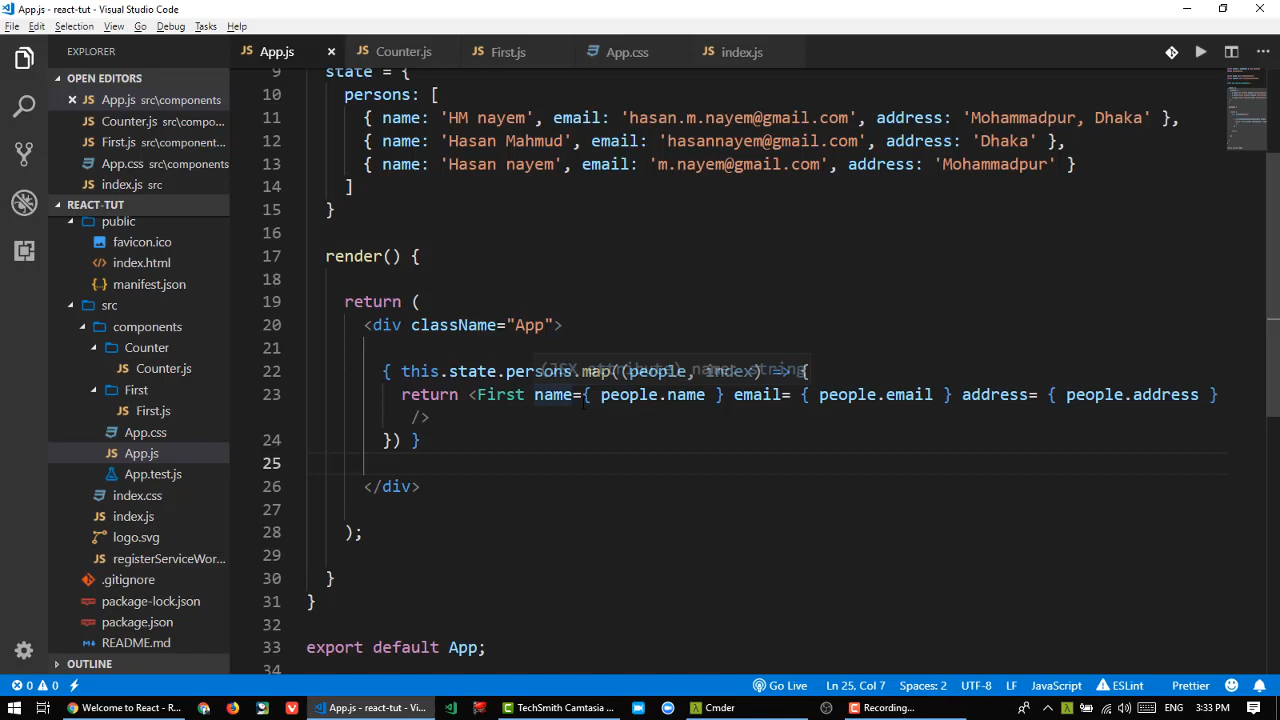 App.js - react-tut - Visual Studio Code
File Edit Selection View Go Debug Tasks Help
EXPLORER
OPEN EDITORS
App.js src\components
Counter.js src\compo...
First.js src\component...
App.css src\components
index.js src
REACT-TUT
public
favicon.ico
index.html
manifest.json
src
components
Counter
Counter.js
First
First.js
App.css
App.js
App.test.js
index.css
index.js
logo.svg
registerServiceWor...
.gitignore
package-lock.json
package.json
README.md
OUTLINE
App.js Counter.js First.js App.css index.js
9 state = {
10 persons: [
11 { name: 'HM nayem', email: 'hasan.m.nayem@gmail.com', address: 'Mohammadpur, Dhaka' },
12 { name: 'Hasan Mahmud', email: 'hasannayem@gmail.com', address: 'Dhaka' },
13 { name: 'Hasan nayem', email: 'm.nayem@gmail.com', address: 'Mohammadpur' }
14 ]
15 }
16
17 render() {
18
19 return (
20 <div className="App">
21
(JSX attribute) name: string
22 { this.state.persons.map((people, index) => {
23 return <First name={ people.name } email= { people.email } address= { people.address }
/>
24 }) }
25
26 </div>
27
28 );
29
30 }
31 }
32
33 export default App;
34
0 0 Go Live Ln 25, Col 7 Spaces: 2 UTF-8 LF JavaScript ESLint Prettier
Welcome to React - R... App.js - react-tut - Vi... TechSmith Camtasia ... Cmder Recording... 3:33 PM